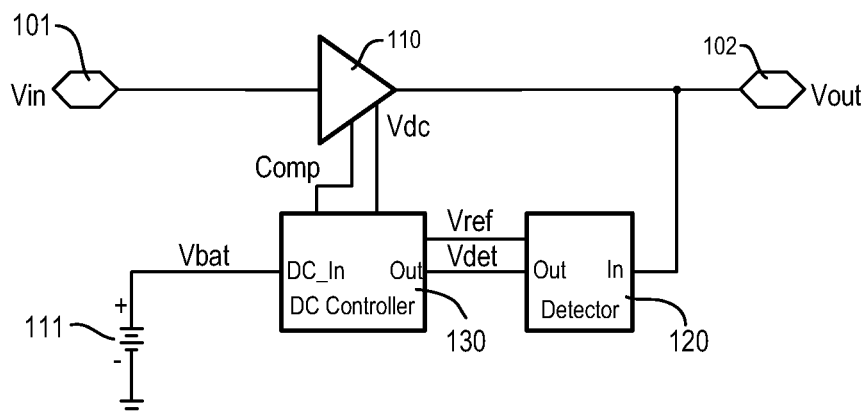 101
110
102
Vin
Vdc
Vout
Comp
Vref
Vbat
Vdet
DC_In
Out
Out
In
DC Controller
Detector
+
111
-
130
120